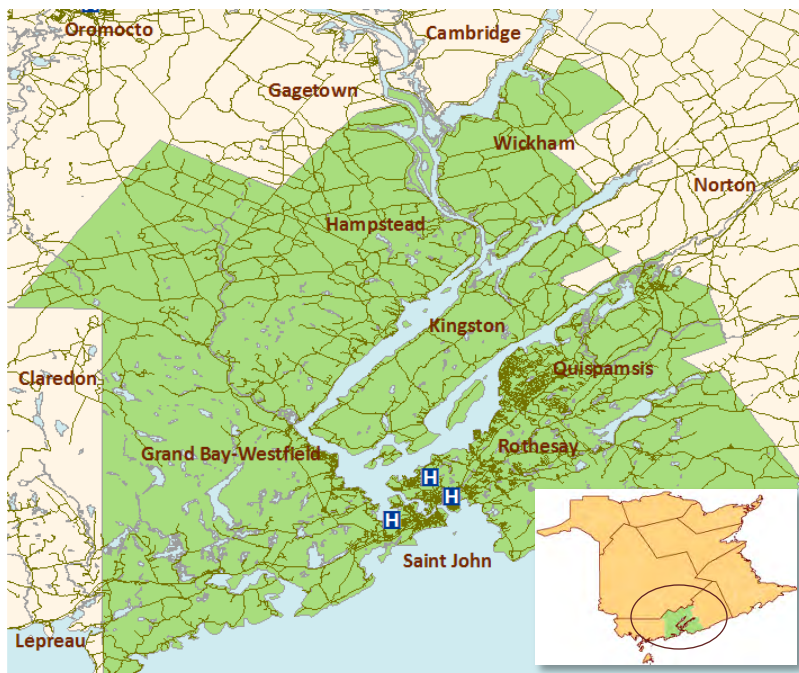 Oromocto
Cambridge
Gagetown
Wickham
Norton
Hampstead
Kingston
Claredon
Quispamsis
Grand Bay-Westfield
Rothesay
H
H
H
Saint John
Lepreau